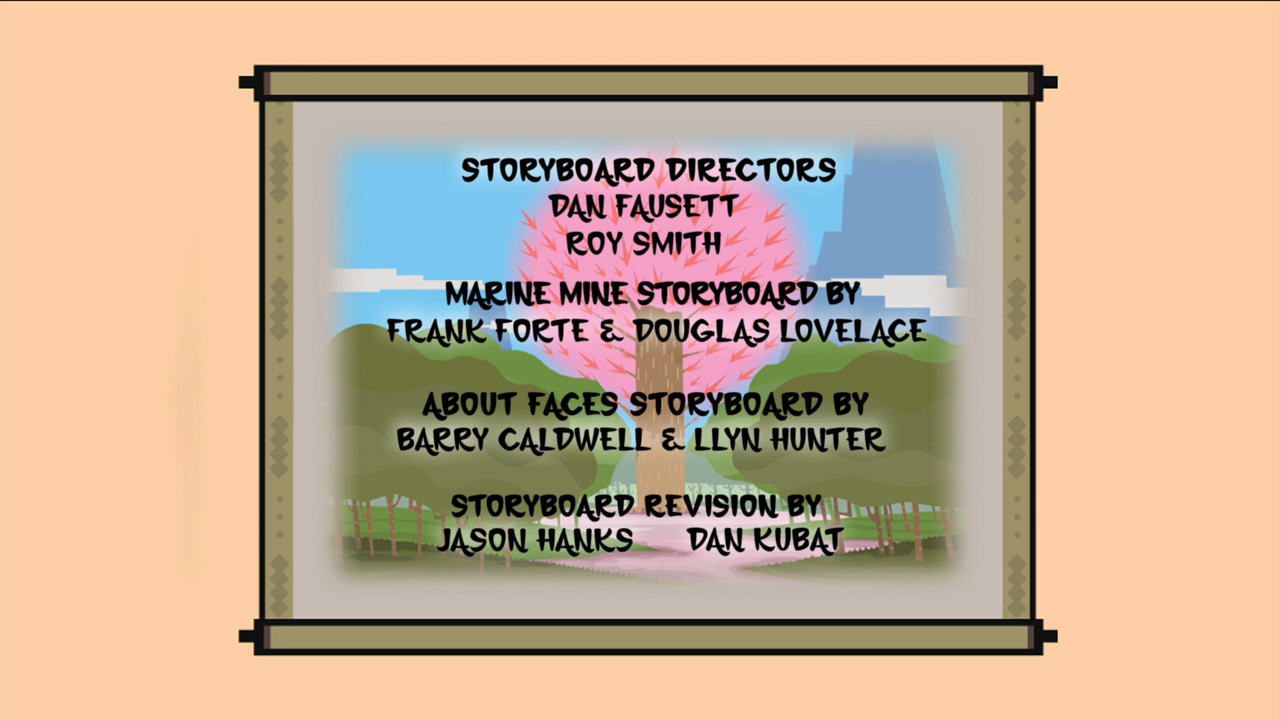 STORYBOARD DIRECTORS
DAN FAUSETT
ROY SMITH
MARINE MINE STORYBOARD BY
FRANK FORTE & DOUGLAS LOVELACE
ABOUT FACES STORYBOARD BY
BARRY CALDWELL & LLYN HUNTER
STORYBOARD REVISION BY
JASON HANKS DAN KUBAT